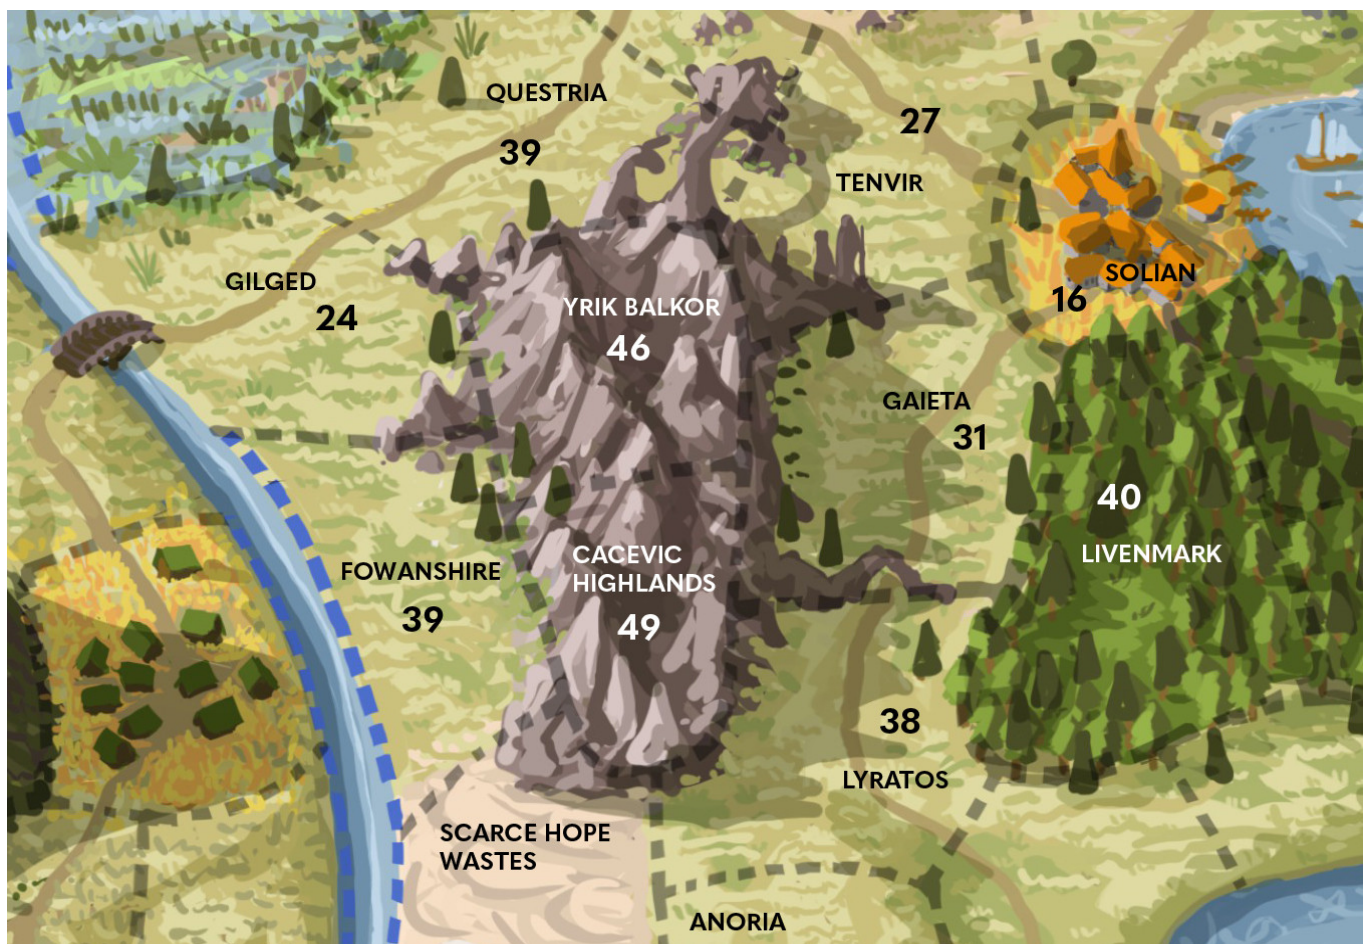 QUESTRIA
39
27
TENVIR
GILGED
24
YRIK BALKOR
46
SOLIAN
16
GAIETA
31
40
LIVENMARK
FOWANSHIRE
39
CACEVIC
HIGHLANDS
49
38
LYRATOS
SCARCE HOPE
WASTES
ANORIA